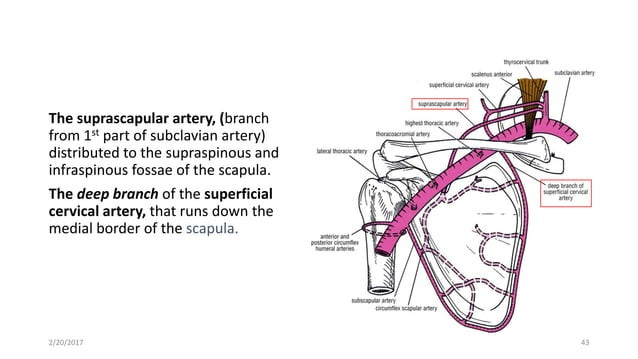 The suprascapular artery, (branch
from 1st part of subclavian artery)
distributed to the supraspinous and
infraspinous fossae of the scapula.
The deep branch of the superficial
cervical artery, that runs down the
medial border of the scapula.
thyrocervical trunk
scalenus anterior
subclavian artery
superficial cervical artery
suprascapular artery
highest thoracic artery
thoracoacromial artery
lateral thoracic artery
deep branch of
superficial cervical
artery
anterior and
posterior circumflex
humeral arteries
subscapular artery
circumflex scapular artery
2/20/2017
43